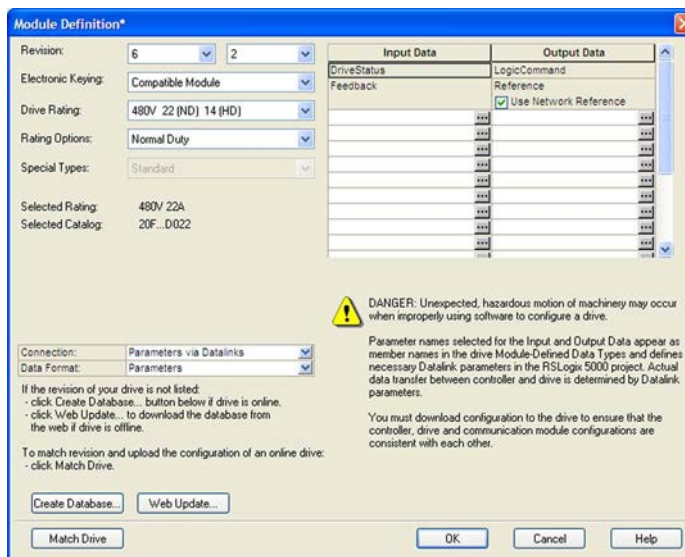 Module Definition*
Revision: 6 2
Electronic Keying: Compatible Module
Drive Rating: 480V 22 (ND) 14 (HD)
Rating Options: Normal Duty
Special Types: Standard
Selected Rating: 480V 22A
Selected Catalog: 20F...D022
Input Data Output Data
DriveStatus LogicCommand
Feedback Reference
Use Network Reference
Connection: Parameters via Datalinks
Data Format: Parameters
If the revision of your drive is not listed:
- click Create Database... button below if drive is online.
- click Web Update... to download the database from
the web if drive is offline.
To match revision and upload the configuration of an online drive:
- click Match Drive.
DANGER: Unexpected, hazardous motion of machinery may occur
when improperly using software to configure a drive.
Parameter names selected for the Input and Output Data appear as
member names in the drive Module-Defined Data Types and defines
necessary Datalink parameters in the RSLogix 5000 project. Actual
data transfer between controller and drive is determined by Datalink
parameters.
You must download configuration to the drive to ensure that the
controller, drive and communication module configurations are
consistent with each other.
Create Database... Web Update...
Match Drive OK Cancel Help